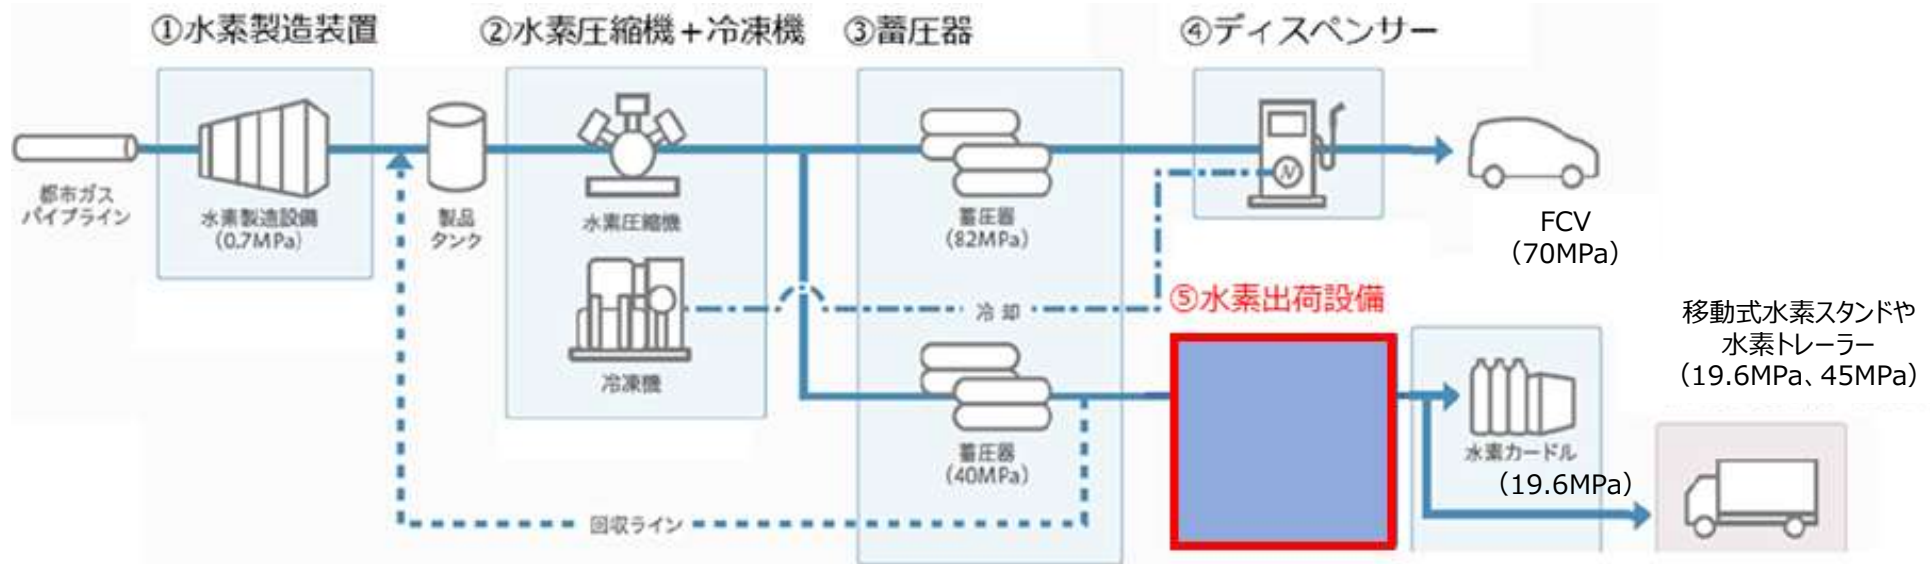 ①水素製造装置
②水素圧縮機+冷凍機
③蓄圧器
④ディスペンサー
都市ガス
パイプライン
水素製造設備
(0.7MPa)
製品
タンク
水素圧縮機
蓄圧器
(82MPa)
N
FCV
(70MPa)
冷凍機
冷却
⑤水素出荷設備
移動式水素スタンドや
水素トレーラー
(19.6MPa、45MPa)
蓄圧器
(40MPa)
水素カードル
(19.6MPa)
回収ライン